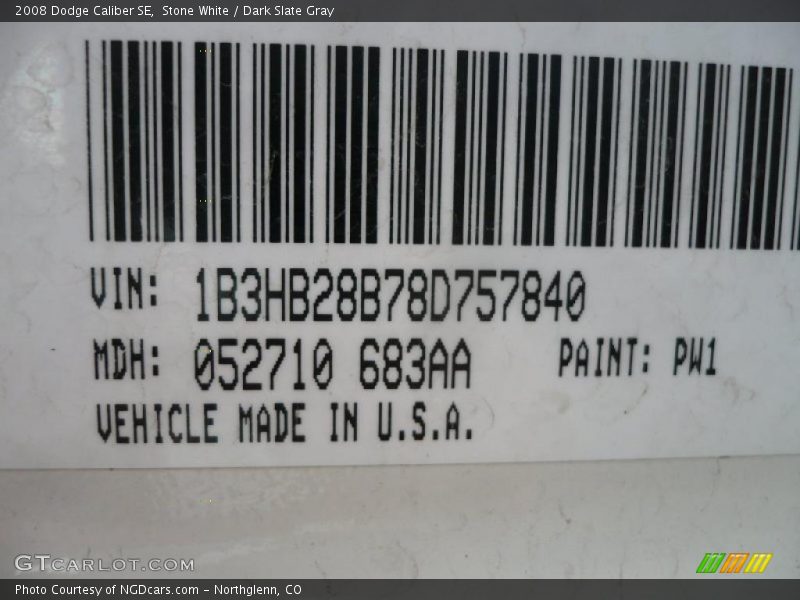 2008 Dodge Caliber SE,  Stone White / Dark Slate Gray
VIN: 1B3HB28B78D757840
MDH: 052710 683AA PAINT: PW1
VEHICLE MADE IN U.S.A.
GTCARLOT.COM
Photo Courtesy of NGDcars.com – Northglenn, CO